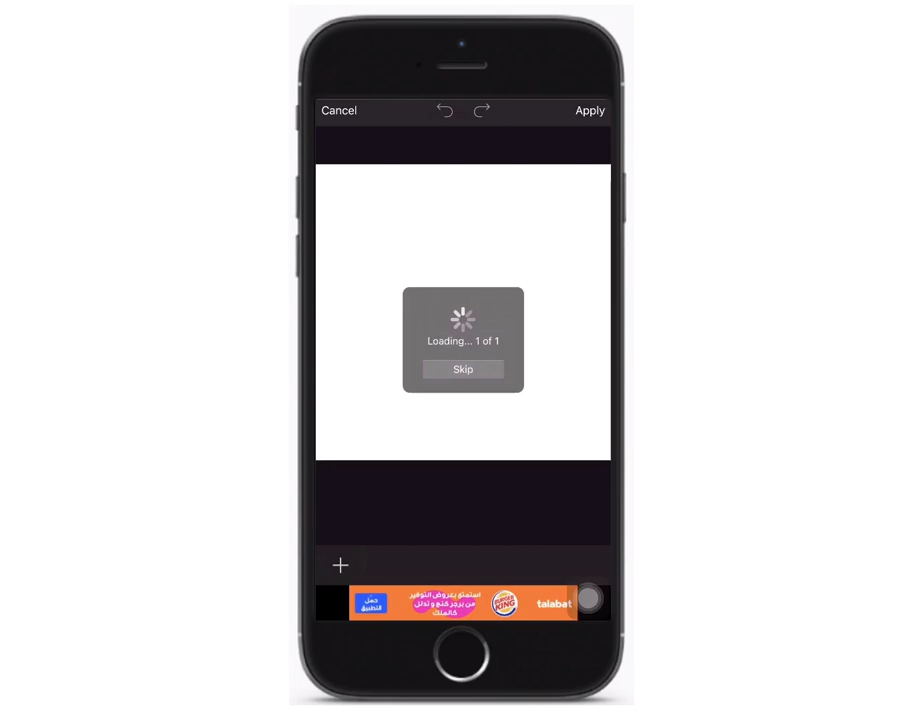 Cancel
Apply
Loading... 1 of 1
Skip
حمّل
التطبيق
استمتع بعروض التوفير
من برجر كنج و تدلل
كالملك
BURGER
KING
talabat